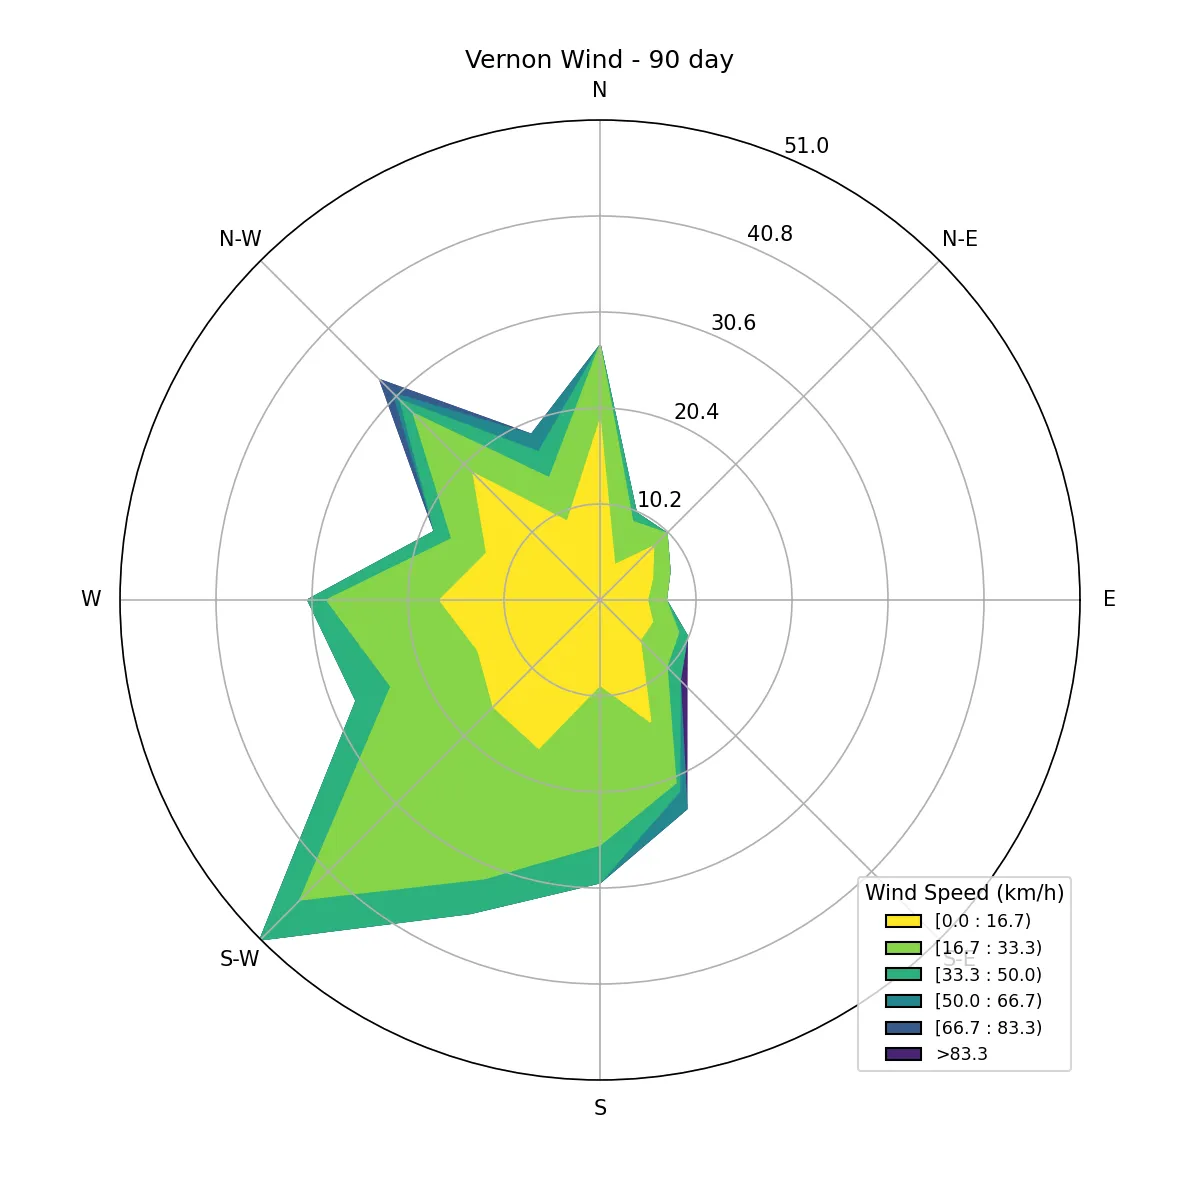 Vernon Wind - 90 day
N
51.0
N-W
40.8
N-E
30.6
20.4
10.2
W
E
S-W
S-E
S
Wind Speed (km/h)
[0.0 : 16.7)
[16.7 : 33.3)
[33.3 : 50.0)
[50.0 : 66.7)
[66.7 : 83.3)
>83.3